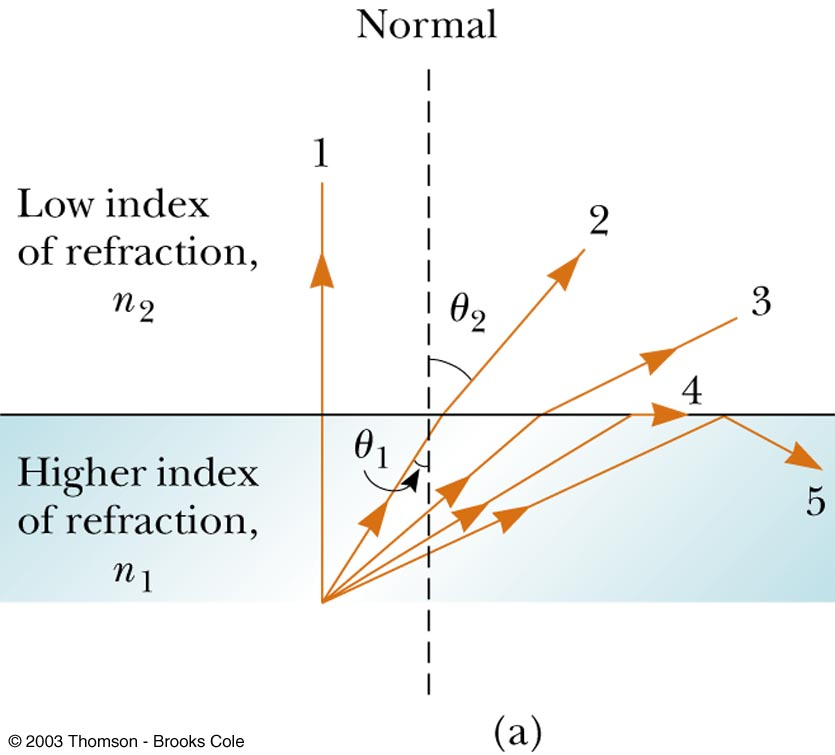 Normal
1
Low index
of refraction,
n₂
2
θ₂
3
4
Higher index
of refraction,
n₁
θ₁
5
© 2003 Thomson - Brooks Cole
(a)